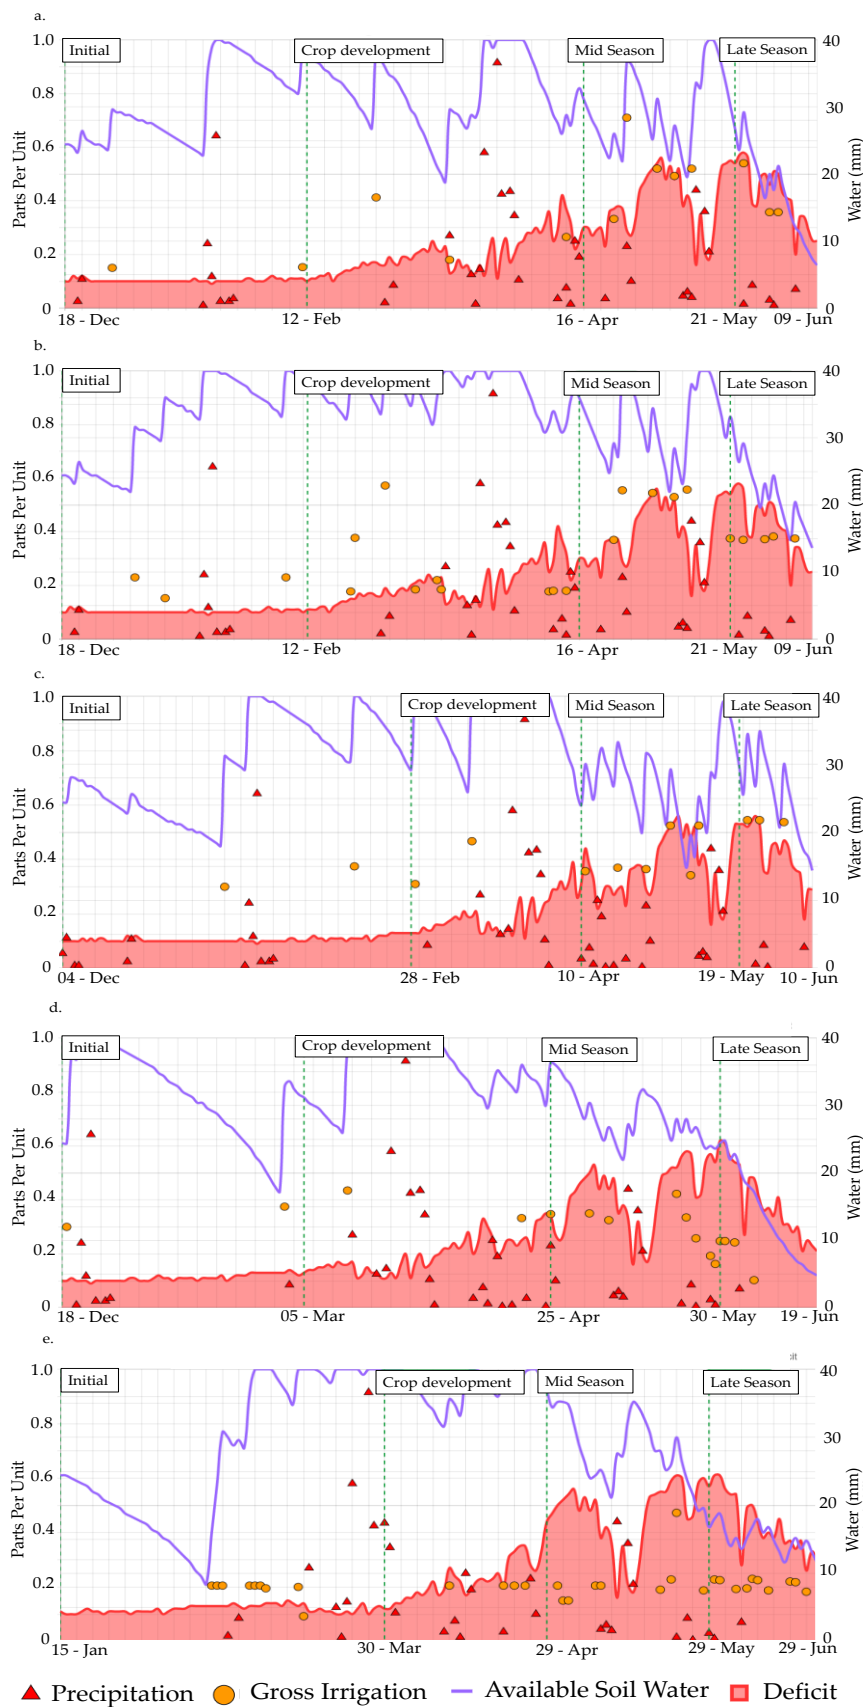 a.
1.0 Initial Crop development Mid Season Late Season 40
0.8 30
0.6 20
0.4 10
0.2
0 0
Parts Per Unit Water (mm)
18 - Dec 12 - Feb 16 - Apr 21 - May 09 - Jun
b.
1.0 Initial Crop development Mid Season Late Season 40
0.8 30
0.6 20
0.4 10
0.2
0 0
Parts Per Unit Water (mm)
18 - Dec 12 - Feb 16 - Apr 21 - May 09 - Jun
c.
1.0 Initial Crop development Mid Season Late Season 40
0.8 30
0.6 20
0.4 10
0.2
0 0
Parts Per Unit Water (mm)
04 - Dec 28 - Feb 10 - Apr 19 - May 10 - Jun
d.
1.0 Initial Crop development Mid Season Late Season 40
0.8 30
0.6 20
0.4 10
0.2
0 0
Parts Per Unit Water (mm)
18 - Dec 05 - Mar 25 - Apr 30 - May 19 - Jun
e.
1.0 Initial Crop development Mid Season Late Season 40
0.8 30
0.6 20
0.4 10
0.2
0 0
Parts Per Unit Water (mm)
15 - Jan 30 - Mar 29 - Apr 29 - May 29 - Jun
Precipitation Gross Irrigation Available Soil Water Deficit